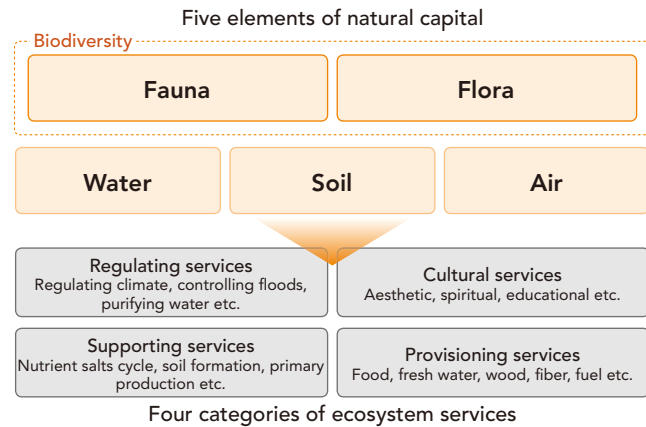 Five elements of natural capital
Biodiversity
Fauna
Flora
Water
Soil
Air
Regulating services
Regulating climate, controlling floods,
purifying water etc.
Cultural services
Aesthetic, spiritual, educational etc.
Supporting services
Nutrient salts cycle, soil formation, primary
production etc.
Provisioning services
Food, fresh water, wood, fiber, fuel etc.
Four categories of ecosystem services